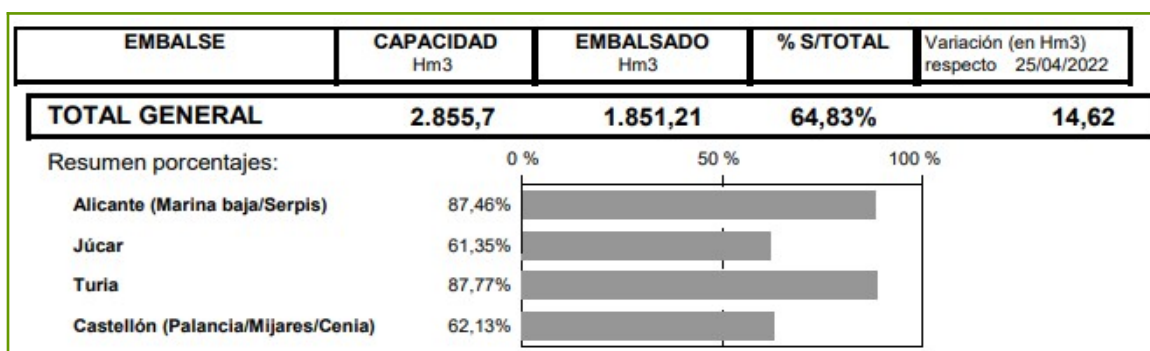 EMBALSE CAPACIDAD EMBALSADO % S/TOTAL Variación (en Hm3)
Hm3 Hm3 respecto 25/04/2022
TOTAL GENERAL 2.855,7 1.851,21 64,83% 14,62
Resumen porcentajes: 0 % 50 % 100 %
Alicante (Marina baja/Serpis) 87,46%
Júcar 61,35%
Turia 87,77%
Castellón (Palancia/Mijares/Cenia) 62,13%